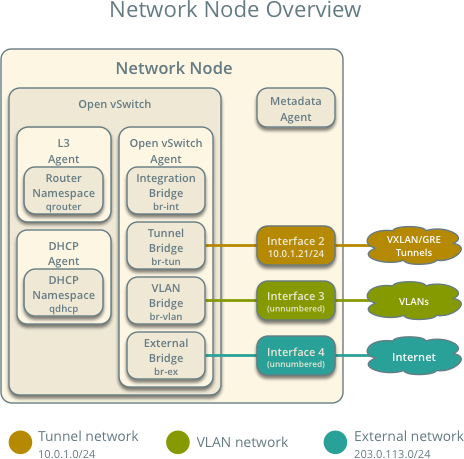 Network Node Overview
Network Node
Open vSwitch
Metadata
Agent
L3
Agent
Router
Namespace
qrouter
DHCP
Agent
DHCP
Namespace
qdhcp
Open vSwitch
Agent
Integration
Bridge
br-int
Tunnel
Bridge
br-tun
VLAN
Bridge
br-vlan
External
Bridge
br-ex
Interface 2
10.0.1.21/24
VXLAN/GRE
Tunnels
Interface 3
(unnumbered)
VLANs
Interface 4
(unnumbered)
Internet
Tunnel network
10.0.1.0/24
VLAN network
External network
203.0.113.0/24